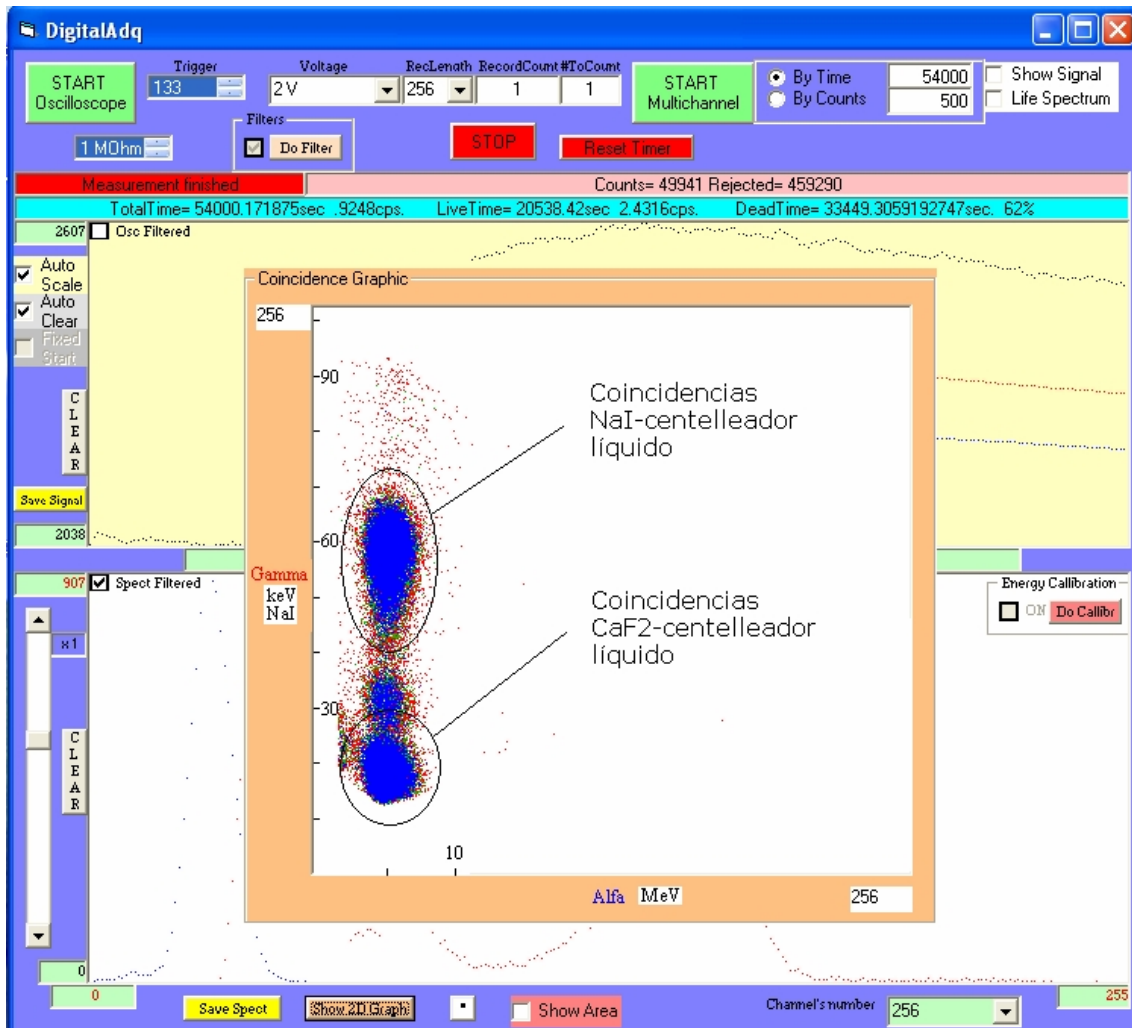 DigitalAdq
START
Oscilloscope
Trigger
133
Voltage
2 V
RecLength
256
RecordCount
1
#ToCount
1
START
Multichannel
By Time
54000
By Counts
500
Show Signal
Life Spectrum
1 MOhm
Filters
Do Filter
STOP
Reset Timer
Measurement finished
Counts= 49941 Rejected= 459290
TotalTime= 54000.171875sec .9248cps. LiveTime= 20538.42sec 2.4316cps. DeadTime= 33449.3059192747sec. 62%
2607
Osc Filtered
Auto
Scale
Auto
Clear
Fixed
Start
C
L
E
A
R
Save Signal
2038
Coincidence Graphic
256
90
60
30
Gamma
keV
NaI
Coincidencias
NaI-centelleador
líquido
Coincidencias
CaF2-centelleador
líquido
10
Alfa MeV
256
907
Spect Filtered
x1
C
L
E
A
R
0
Energy Callibration
ON
Do Callibr
0
255
Save Spect
Show 2D Graph
Show Area
Channel's number
256